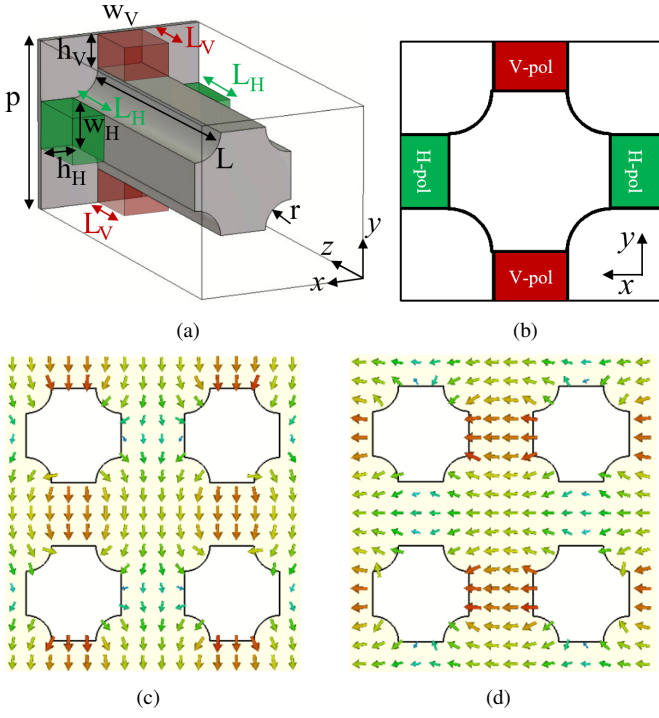 w_V
h_V
L_V
L_H
p
L_H
w_H
L
h_H
r
L_V
z
y
x
(a)
V-pol
H-pol
H-pol
V-pol
y
x
(b)
(c)
(d)